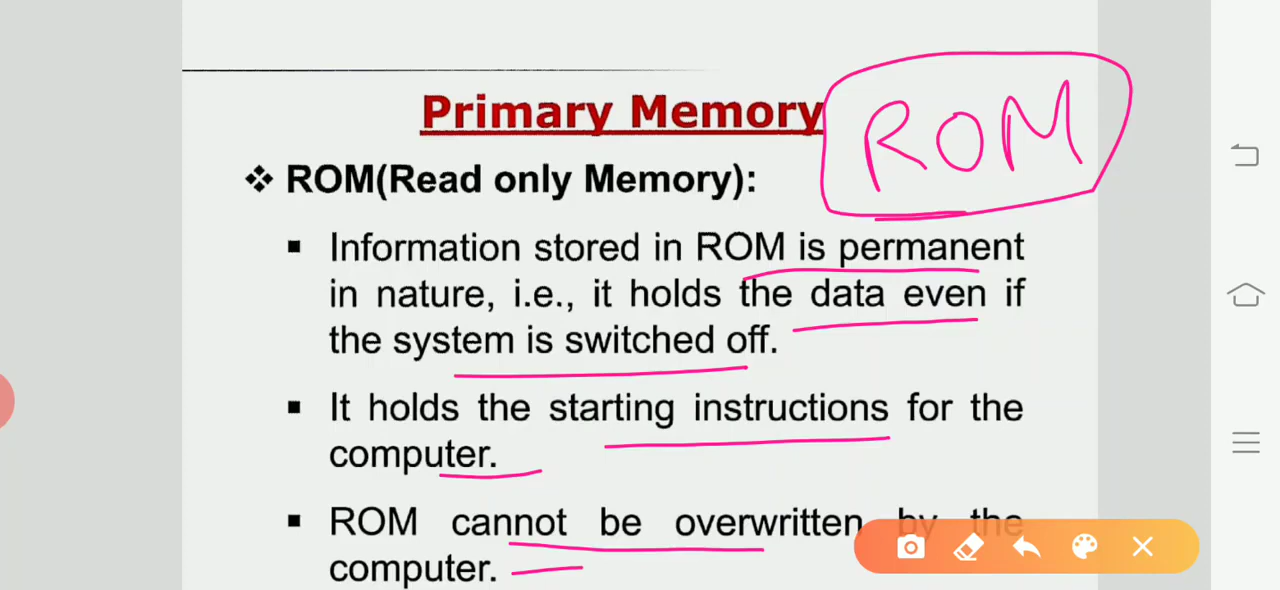 Primary Memory
ROM
❖ ROM(Read only Memory):
▪ Information stored in ROM is permanent
in nature, i.e., it holds the data even if
the system is switched off.
▪ It holds the starting instructions for the
computer.
▪ ROM cannot be overwritten by the
computer.